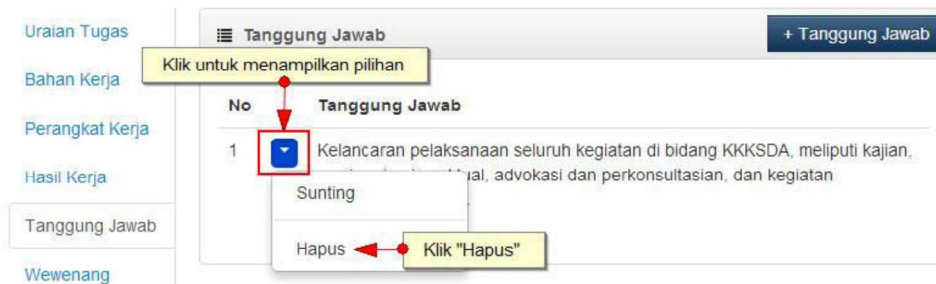 Uraian Tugas
Bahan Kerja
Perangkat Kerja
Hasil Kerja
Tanggung Jawab
Wewenang
Tanggung Jawab
+ Tanggung Jawab
Klik untuk menampilkan pilihan
No Tanggung Jawab
1 Kelancaran pelaksanaan seluruh kegiatan di bidang KKKSDA, meliputi kajian,
advokasi dan perkonsultasian, dan kegiatan
Sunting
Hapus
Klik "Hapus"